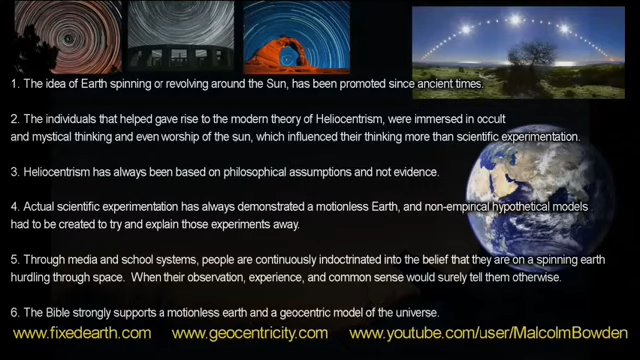 1. The idea of Earth spinning or revolving around the Sun, has been promoted since ancient times.
2. The individuals that helped gave rise to the modern theory of Heliocentrism, were immersed in occult
and mystical thinking and even worship of the sun, which influenced their thinking more than scientific experimentation.
3. Heliocentrism has always been based on philosophical assumptions and not evidence.
4. Actual scientific experimentation has always demonstrated a motionless Earth, and non-empirical hypothetical models
had to be created to try and explain those experiments away.
5. Through media and school systems, people are continuously indoctrinated into the belief that they are on a spinning earth
hurdling through space. When their observation, experience, and common sense would surely tell them otherwise.
6. The Bible strongly supports a motionless earth and a geocentric model of the universe.
www.fixedearth.com www.geocentricity.com www.youtube.com/user/MalcolmBowden